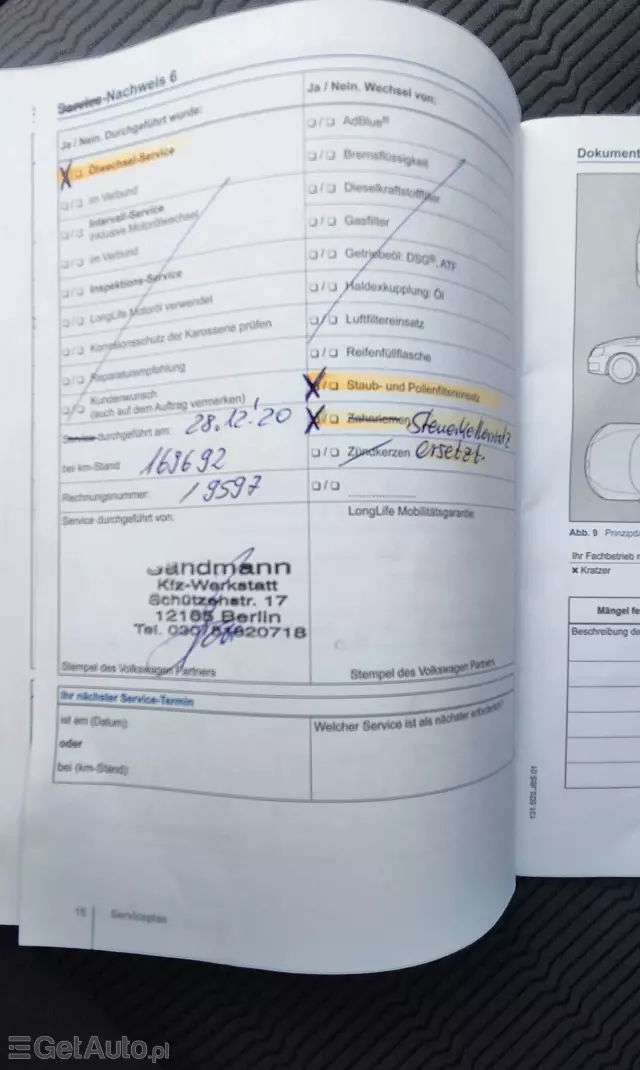 Service-Nachweis 6
Ja / Nein. Durchgeführt wurde:
Ölwechsel-Service
im Verbund
Intervall-Service
inklusive Motorölwechsel
im Verbund
Inspektions-Service
LongLife Motoröl verwendet
Korrosionsschutz der Karosserie prüfen
Reparaturempfehlung
Kundenwunsch:
(auch auf dem Auftrag vermerken)
Service durchgeführt am: 28.12.'20
bei km-Stand: 169692
Rechnungsnummer: 19597
Service durchgeführt von:
Sandmann
Kfz-Werkstatt
Schützenstr. 17
12165 Berlin
Stempel des Volkswagen Partners
Ja / Nein. Wechsel von:
AdBlue®
Bremsflüssigkeit
Dieselkraftstofffilter
Gasfilter
Getriebeöl: DSG®, ATF
Haldexkupplung: Öl
Luftfiltereinsatz
Reifenfüllflasche
Staub- und Pollenfiltereinsatz
Zahnriemen
Zündkerzen ersetzt.
LongLife Mobilitätsgarantie
Stempel des Volkswagen Partners
Ihr nächster Service-Termin
ist am (Datum):
oder
bei (km-Stand):
Welcher Service ist als nächster erforderlich?
16 Serviceplan
Dokument
Abb. 9 Prinzipda
Ihr Fachbetrieb
× Kratzer
Mängel fe
Beschreibung de
GetAuto.pl